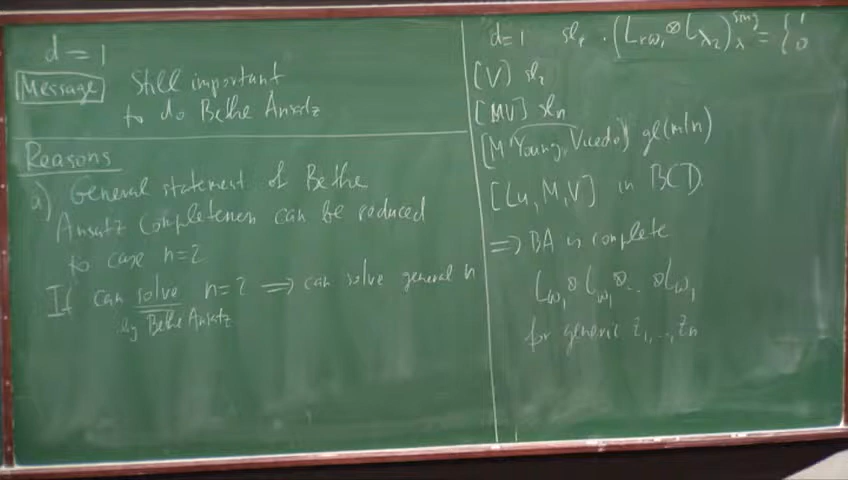 d=1
Message Still important
to do Bethe Ansatz
Reasons
a) General statement of Bethe
Ansatz completeness can be reduced
to case n=2
If can solve n=2 ⟹ can solve general n
by Bethe Ansatz
d=1 sl_r · (L_{rω_1} ⊗ L_{λ_2})_λ^{sing} = { 1 0
[V] sl_2
[MV] sl_n
[M, Young, Vicedo] gl(m|n)
[Lu, M, V] in BCD.
⟹ BA is complete
L_{ω_1} ⊗ L_{ω_1} ⊗ ... ⊗ L_{ω_1}
for generic z_1, ..., z_n